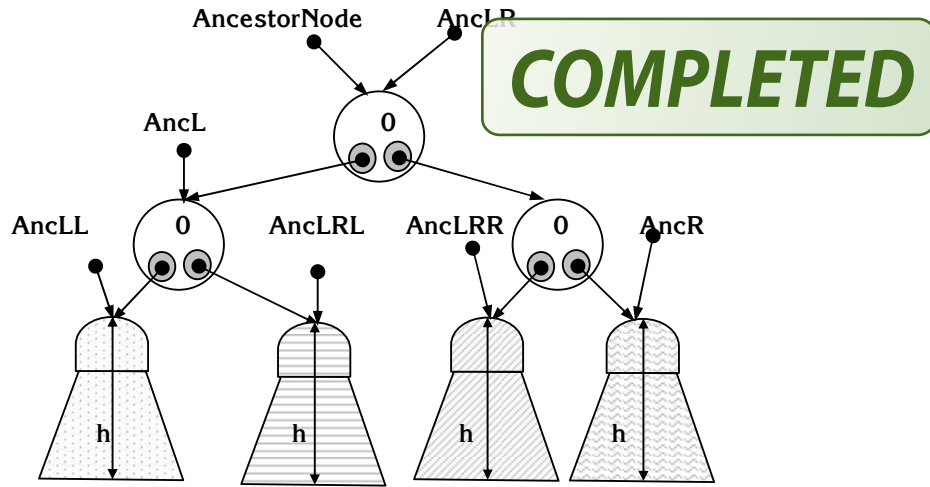 AncestorNode
AncLR
COMPLETED
0
AncL
0
0
AncLL
AncLRL
AncLRR
AncR
h
h
h
h